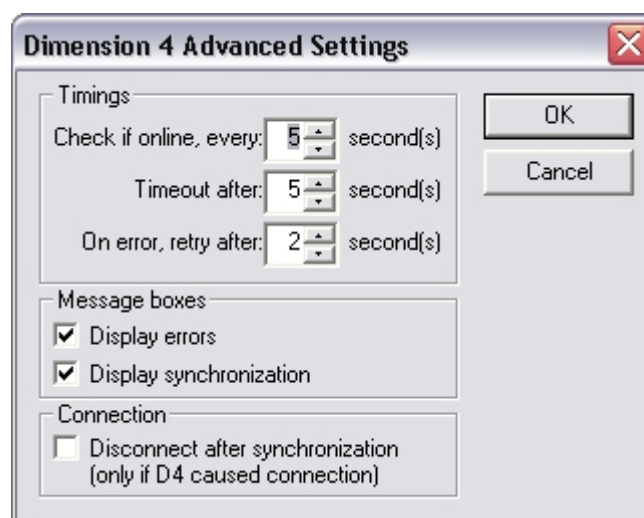 Dimension 4 Advanced Settings
Timings
Check if online, every: 5 second(s)
Timeout after: 5 second(s)
On error, retry after: 2 second(s)
OK
Cancel
Message boxes
Display errors
Display synchronization
Connection
Disconnect after synchronization
(only if D4 caused connection)